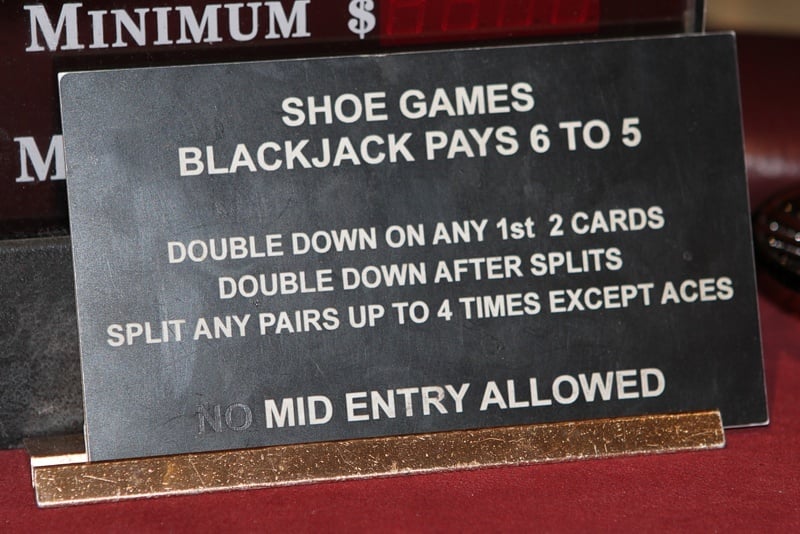 MINIMUM $
M
SHOE GAMES
BLACKJACK PAYS 6 TO 5
DOUBLE DOWN ON ANY 1st 2 CARDS
DOUBLE DOWN AFTER SPLITS
SPLIT ANY PAIRS UP TO 4 TIMES EXCEPT ACES
NO MID ENTRY ALLOWED